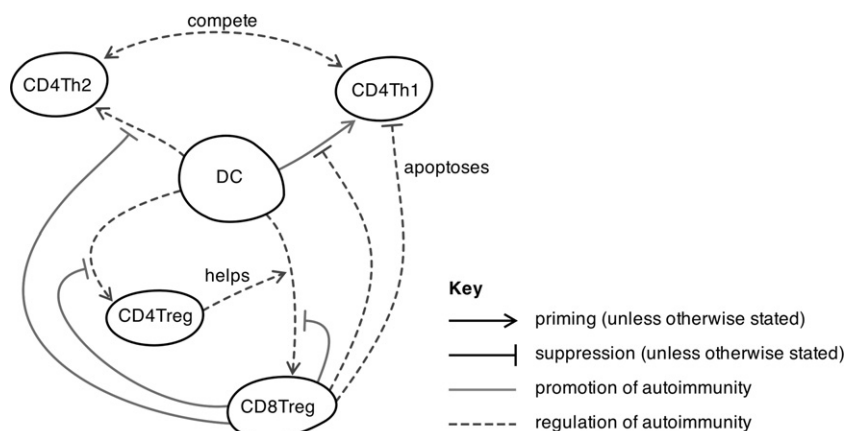 compete
CD4Th2
CD4Th1
DC
apoptoses
helps
CD4Treg
CD8Treg
Key
priming (unless otherwise stated)
suppression (unless otherwise stated)
promotion of autoimmunity
regulation of autoimmunity